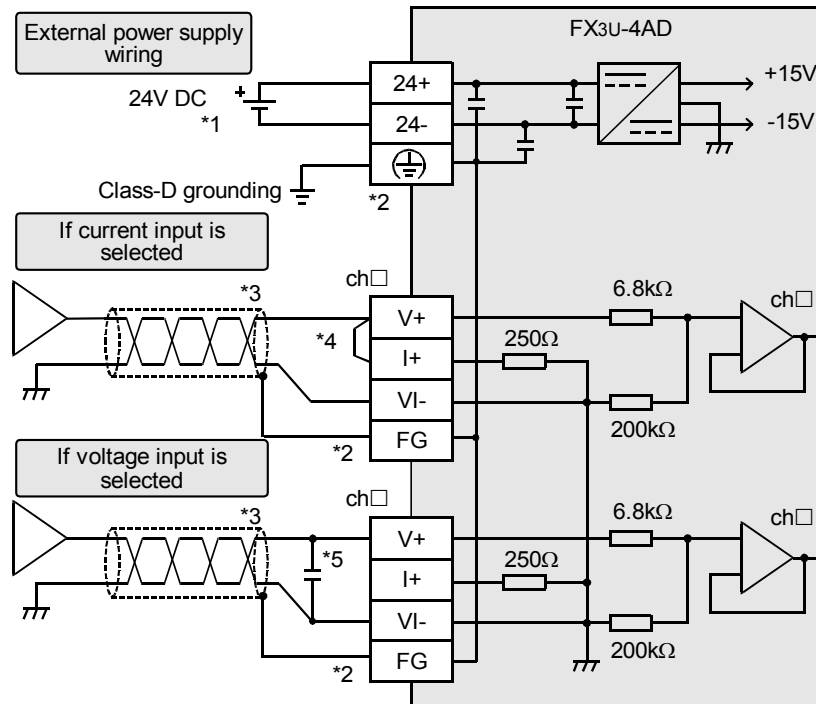 External power supply
wiring
FX3U-4AD
24V DC
+
*1
24+
24-
+15V
-15V
Class-D grounding
*2
If current input is
selected
*3
ch□
*4
V+
I+
VI-
FG
*2
250Ω
6.8kΩ
200kΩ
ch□
If voltage input is
selected
*3
ch□
*5
V+
I+
VI-
FG
*2
250Ω
6.8kΩ
200kΩ
ch□